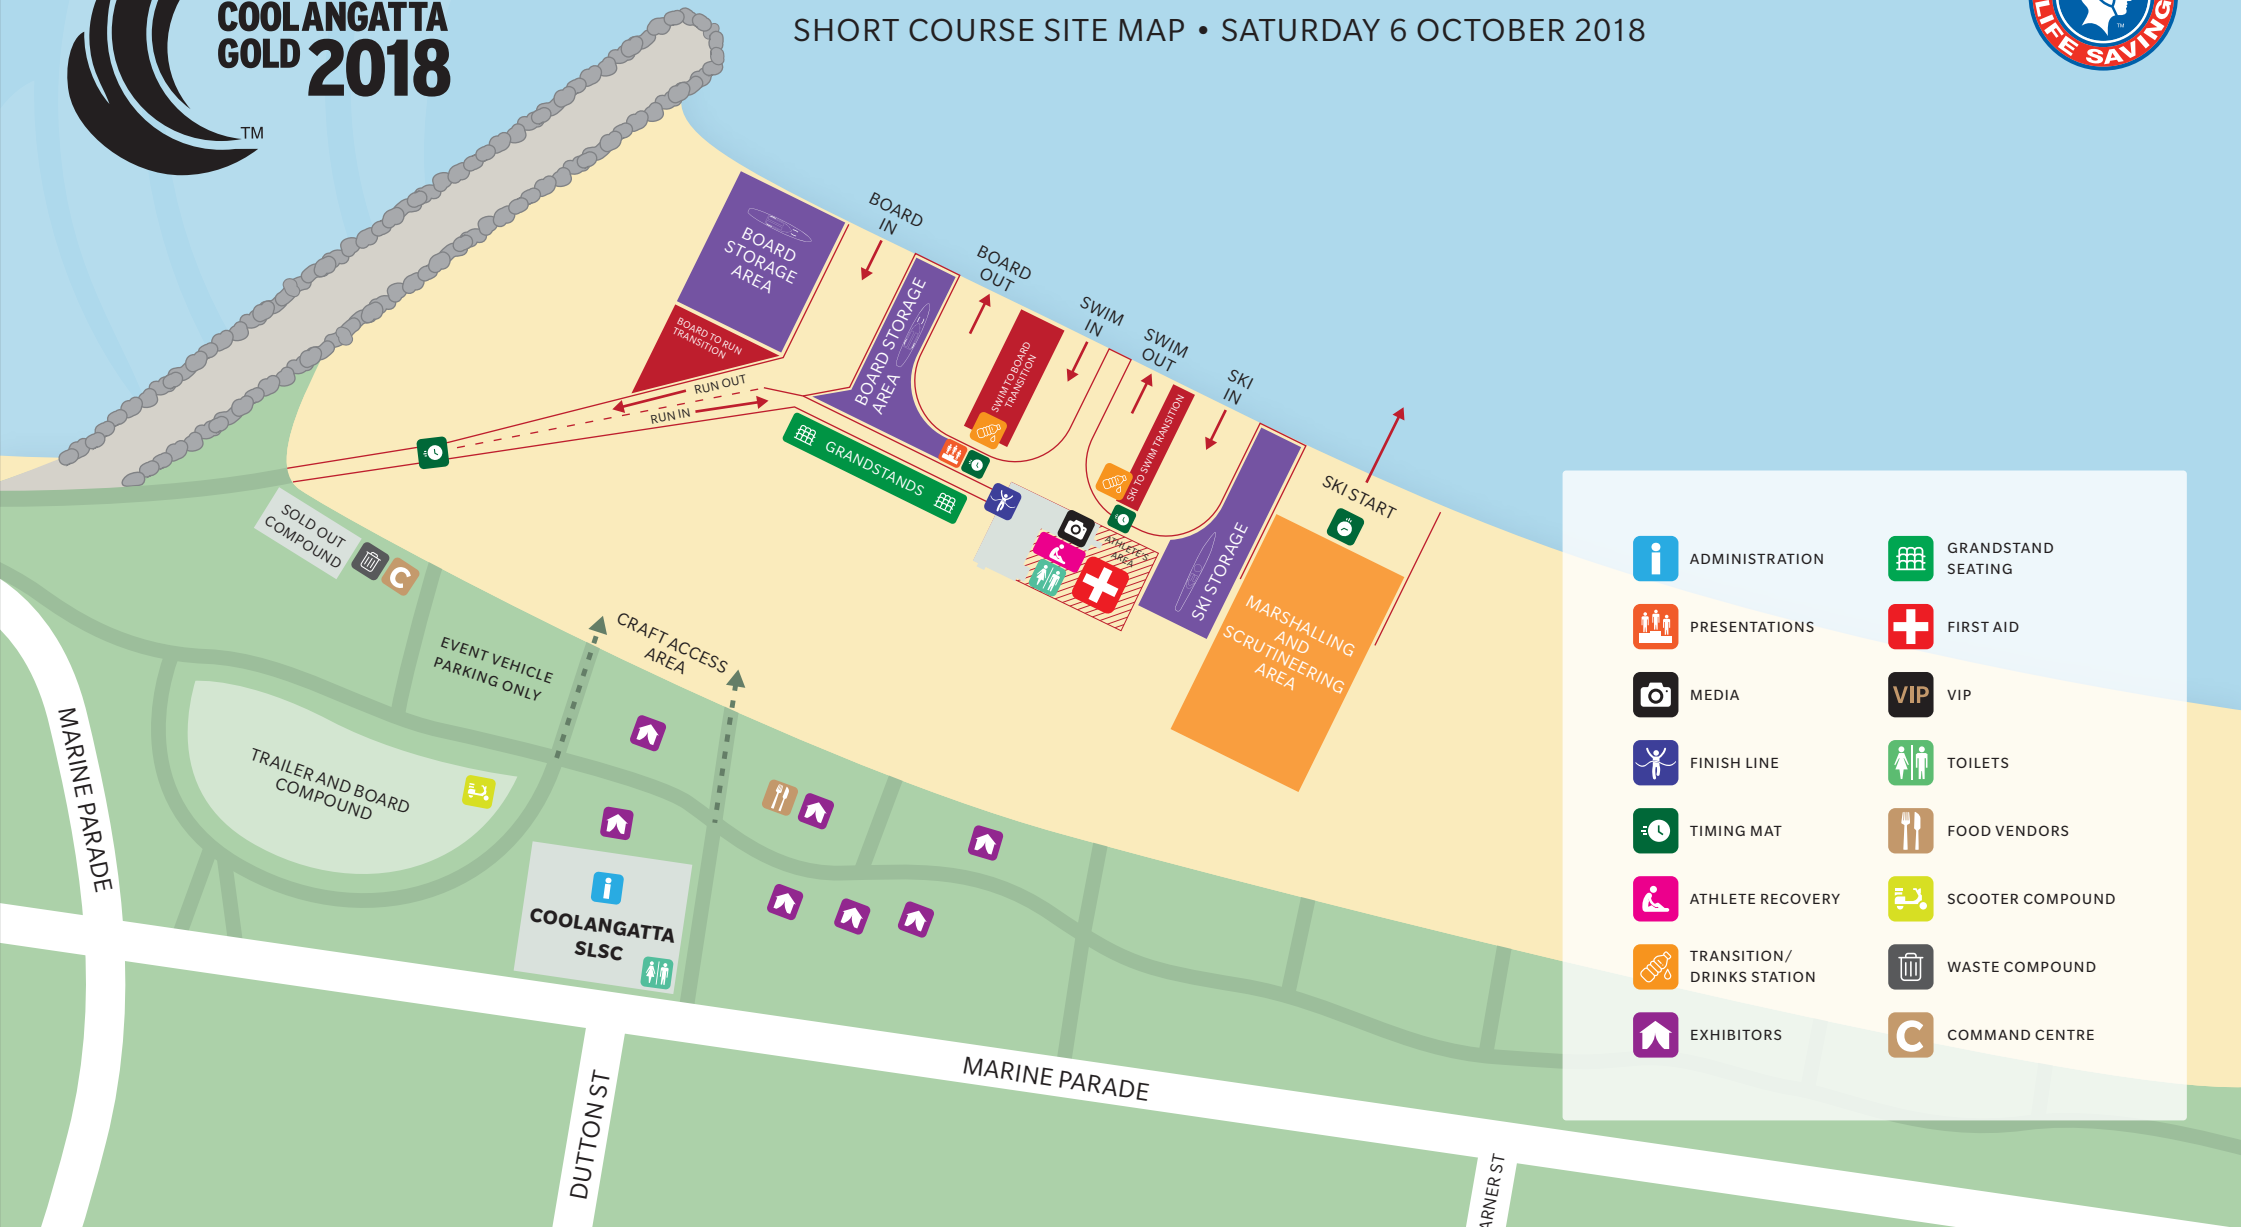 COOLANGATTA
GOLD 2018
TM
SHORT COURSE SITE MAP • SATURDAY 6 OCTOBER 2018
LIFE SAVING
TM
BOARD
IN
BOARD
OUT
SWIM
IN
SWIM
OUT
SKI
IN
BOARD
STORAGE
AREA
BOARD TO RUN
TRANSITION
BOARD STORAGE
AREA
SWIM TO BOARD
TRANSITION
SKI TO SWIM TRANSITION
RUN OUT
RUN IN
GRANDSTANDS
ATHLETE'S
AREA
SKI STORAGE
SKI START
MARSHALLING
AND
SCRUTINEERING
AREA
SOLD OUT
COMPOUND
C
EVENT VEHICLE
PARKING ONLY
CRAFT ACCESS
AREA
TRAILER AND BOARD
COMPOUND
MARINE PARADE
i
COOLANGATTA
SLSC
MARINE PARADE
DUTTON ST
ARNER ST
i
ADMINISTRATION
PRESENTATIONS
MEDIA
FINISH LINE
TIMING MAT
ATHLETE RECOVERY
TRANSITION/
DRINKS STATION
EXHIBITORS
GRANDSTAND
SEATING
FIRST AID
VIP
VIP
TOILETS
FOOD VENDORS
SCOOTER COMPOUND
WASTE COMPOUND
C
COMMAND CENTRE